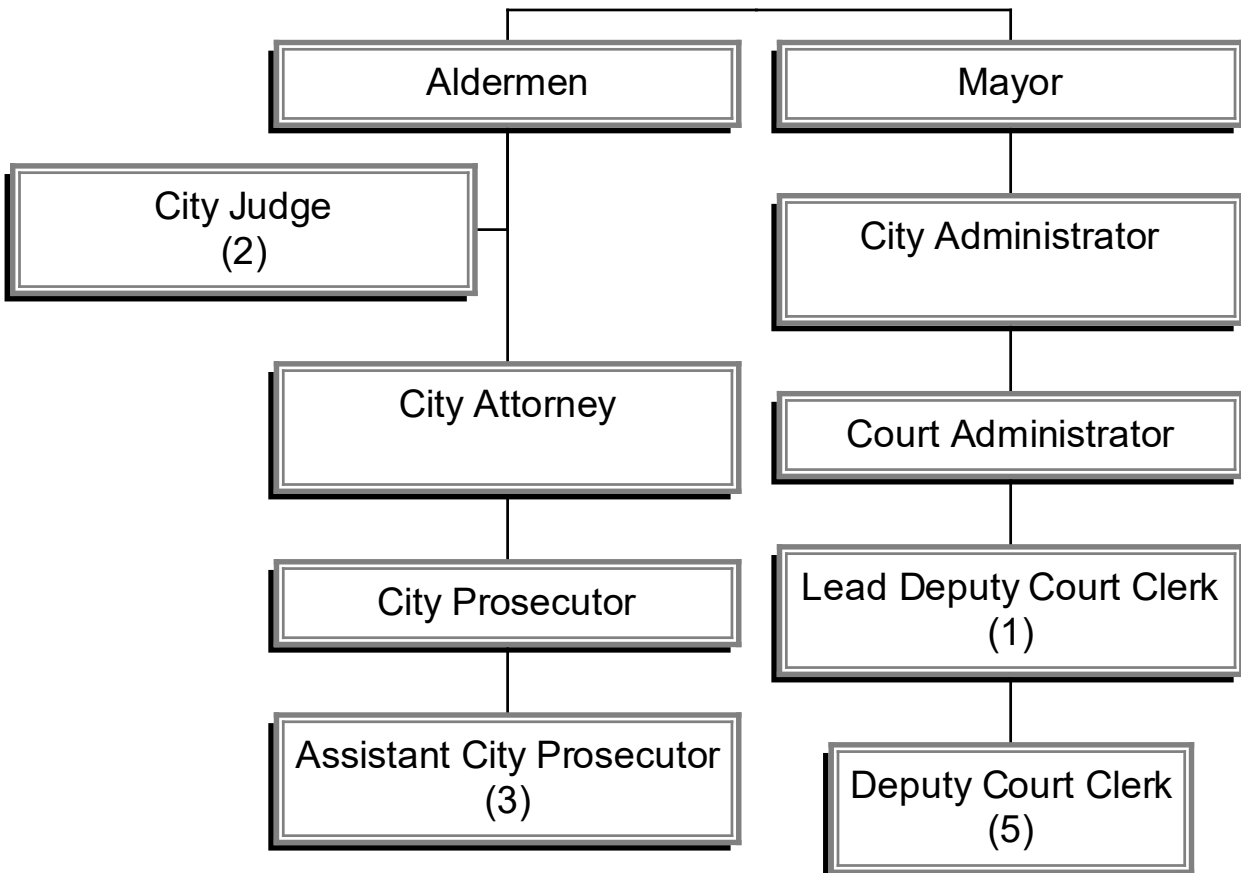 Aldermen
Mayor
City Judge
(2)
City Administrator
City Attorney
Court Administrator
City Prosecutor
Lead Deputy Court Clerk
(1)
Assistant City Prosecutor
(3)
Deputy Court Clerk
(5)